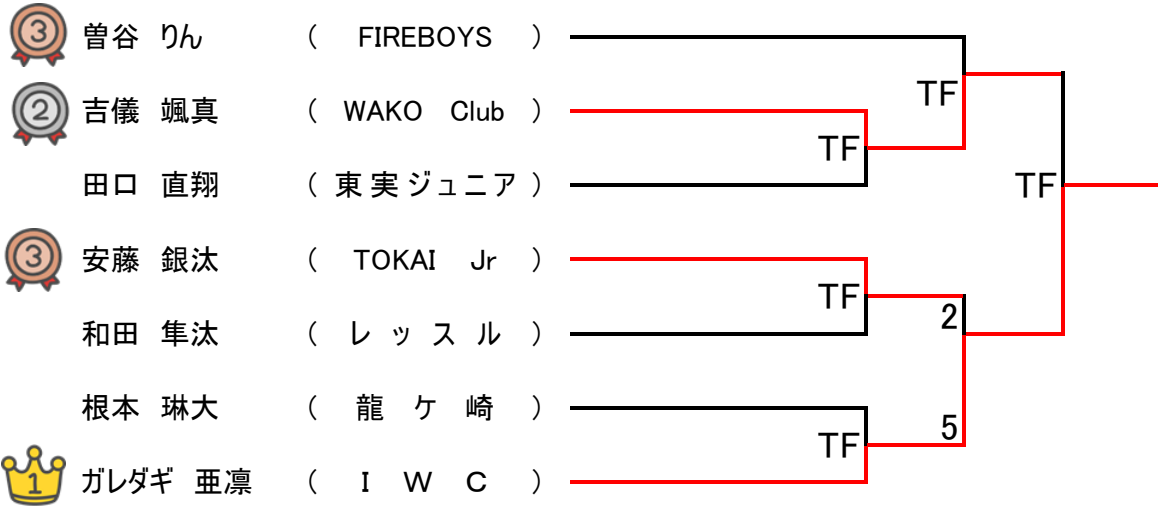 3 曽谷 りん ( FIREBOYS )
TF
2 吉儀 颯真 ( WAKO Club )
TF
田口 直翔 ( 東実ジュニア )
TF
3 安藤 銀汰 ( TOKAI Jr )
TF
2
和田 隼汰 ( レッスル )
根本 琳大 ( 龍ケ崎 )
5
TF
1 ガレダギ 亜凛 ( IWC )